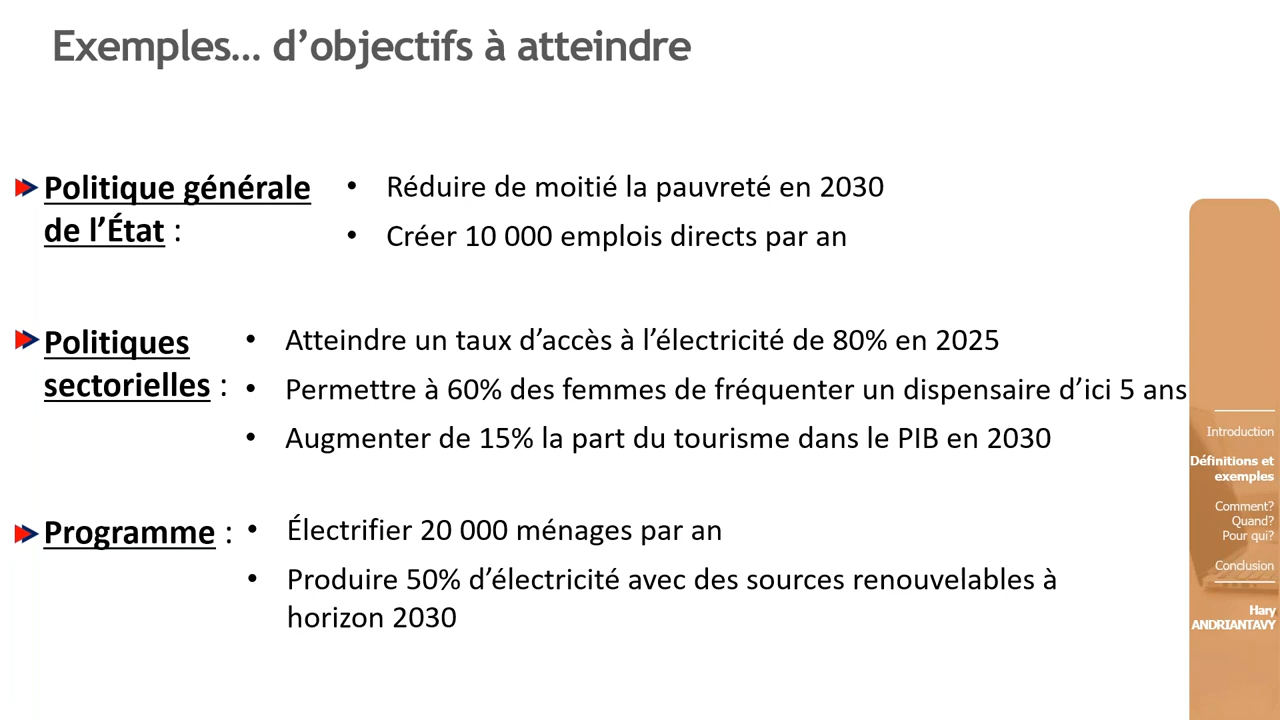 Exemples... d’objectifs à atteindre
Politique générale
de l’État :
• Réduire de moitié la pauvreté en 2030
• Créer 10 000 emplois directs par an
Politiques
sectorielles :
• Atteindre un taux d’accès à l’électricité de 80% en 2025
• Permettre à 60% des femmes de fréquenter un dispensaire d’ici 5 ans
• Augmenter de 15% la part du tourisme dans le PIB en 2030
Programme :
• Électrifier 20 000 ménages par an
• Produire 50% d’électricité avec des sources renouvelables à
horizon 2030
Introduction
Définitions et
exemples
Comment?
Quand?
Pour qui?
Conclusion
Hary
ANDRIANTAVY